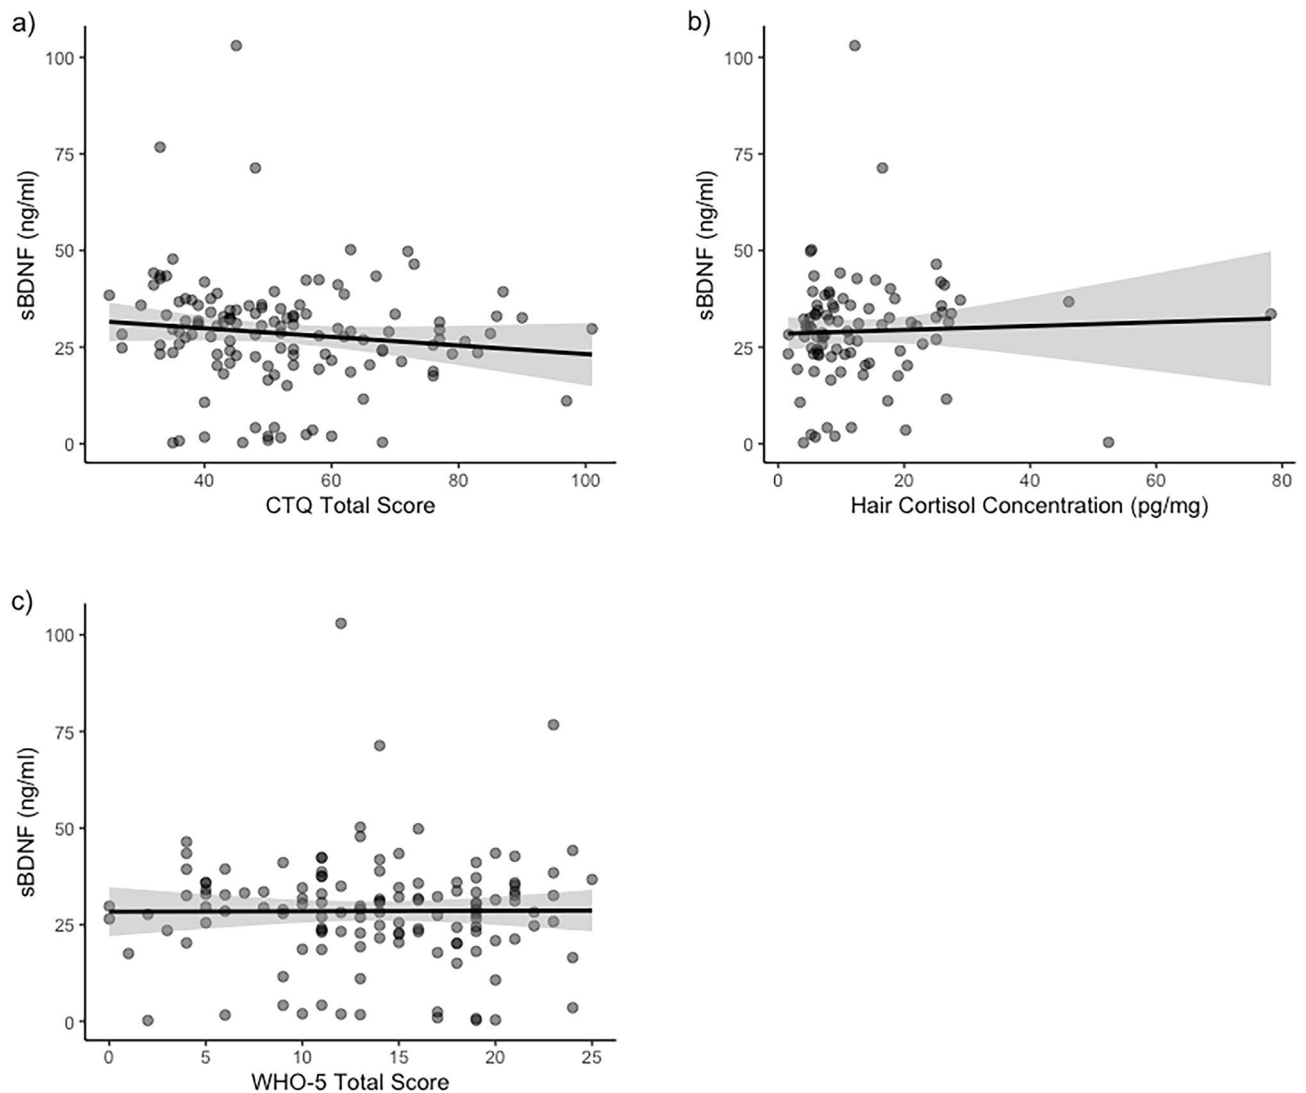 a)
sBDNF (ng/ml)
100
75
50
25
0
40 60 80 100
CTQ Total Score
b)
sBDNF (ng/ml)
100
75
50
25
0
0 20 40 60 80
Hair Cortisol Concentration (pg/mg)
c)
sBDNF (ng/ml)
100
75
50
25
0
0 5 10 15 20 25
WHO-5 Total Score